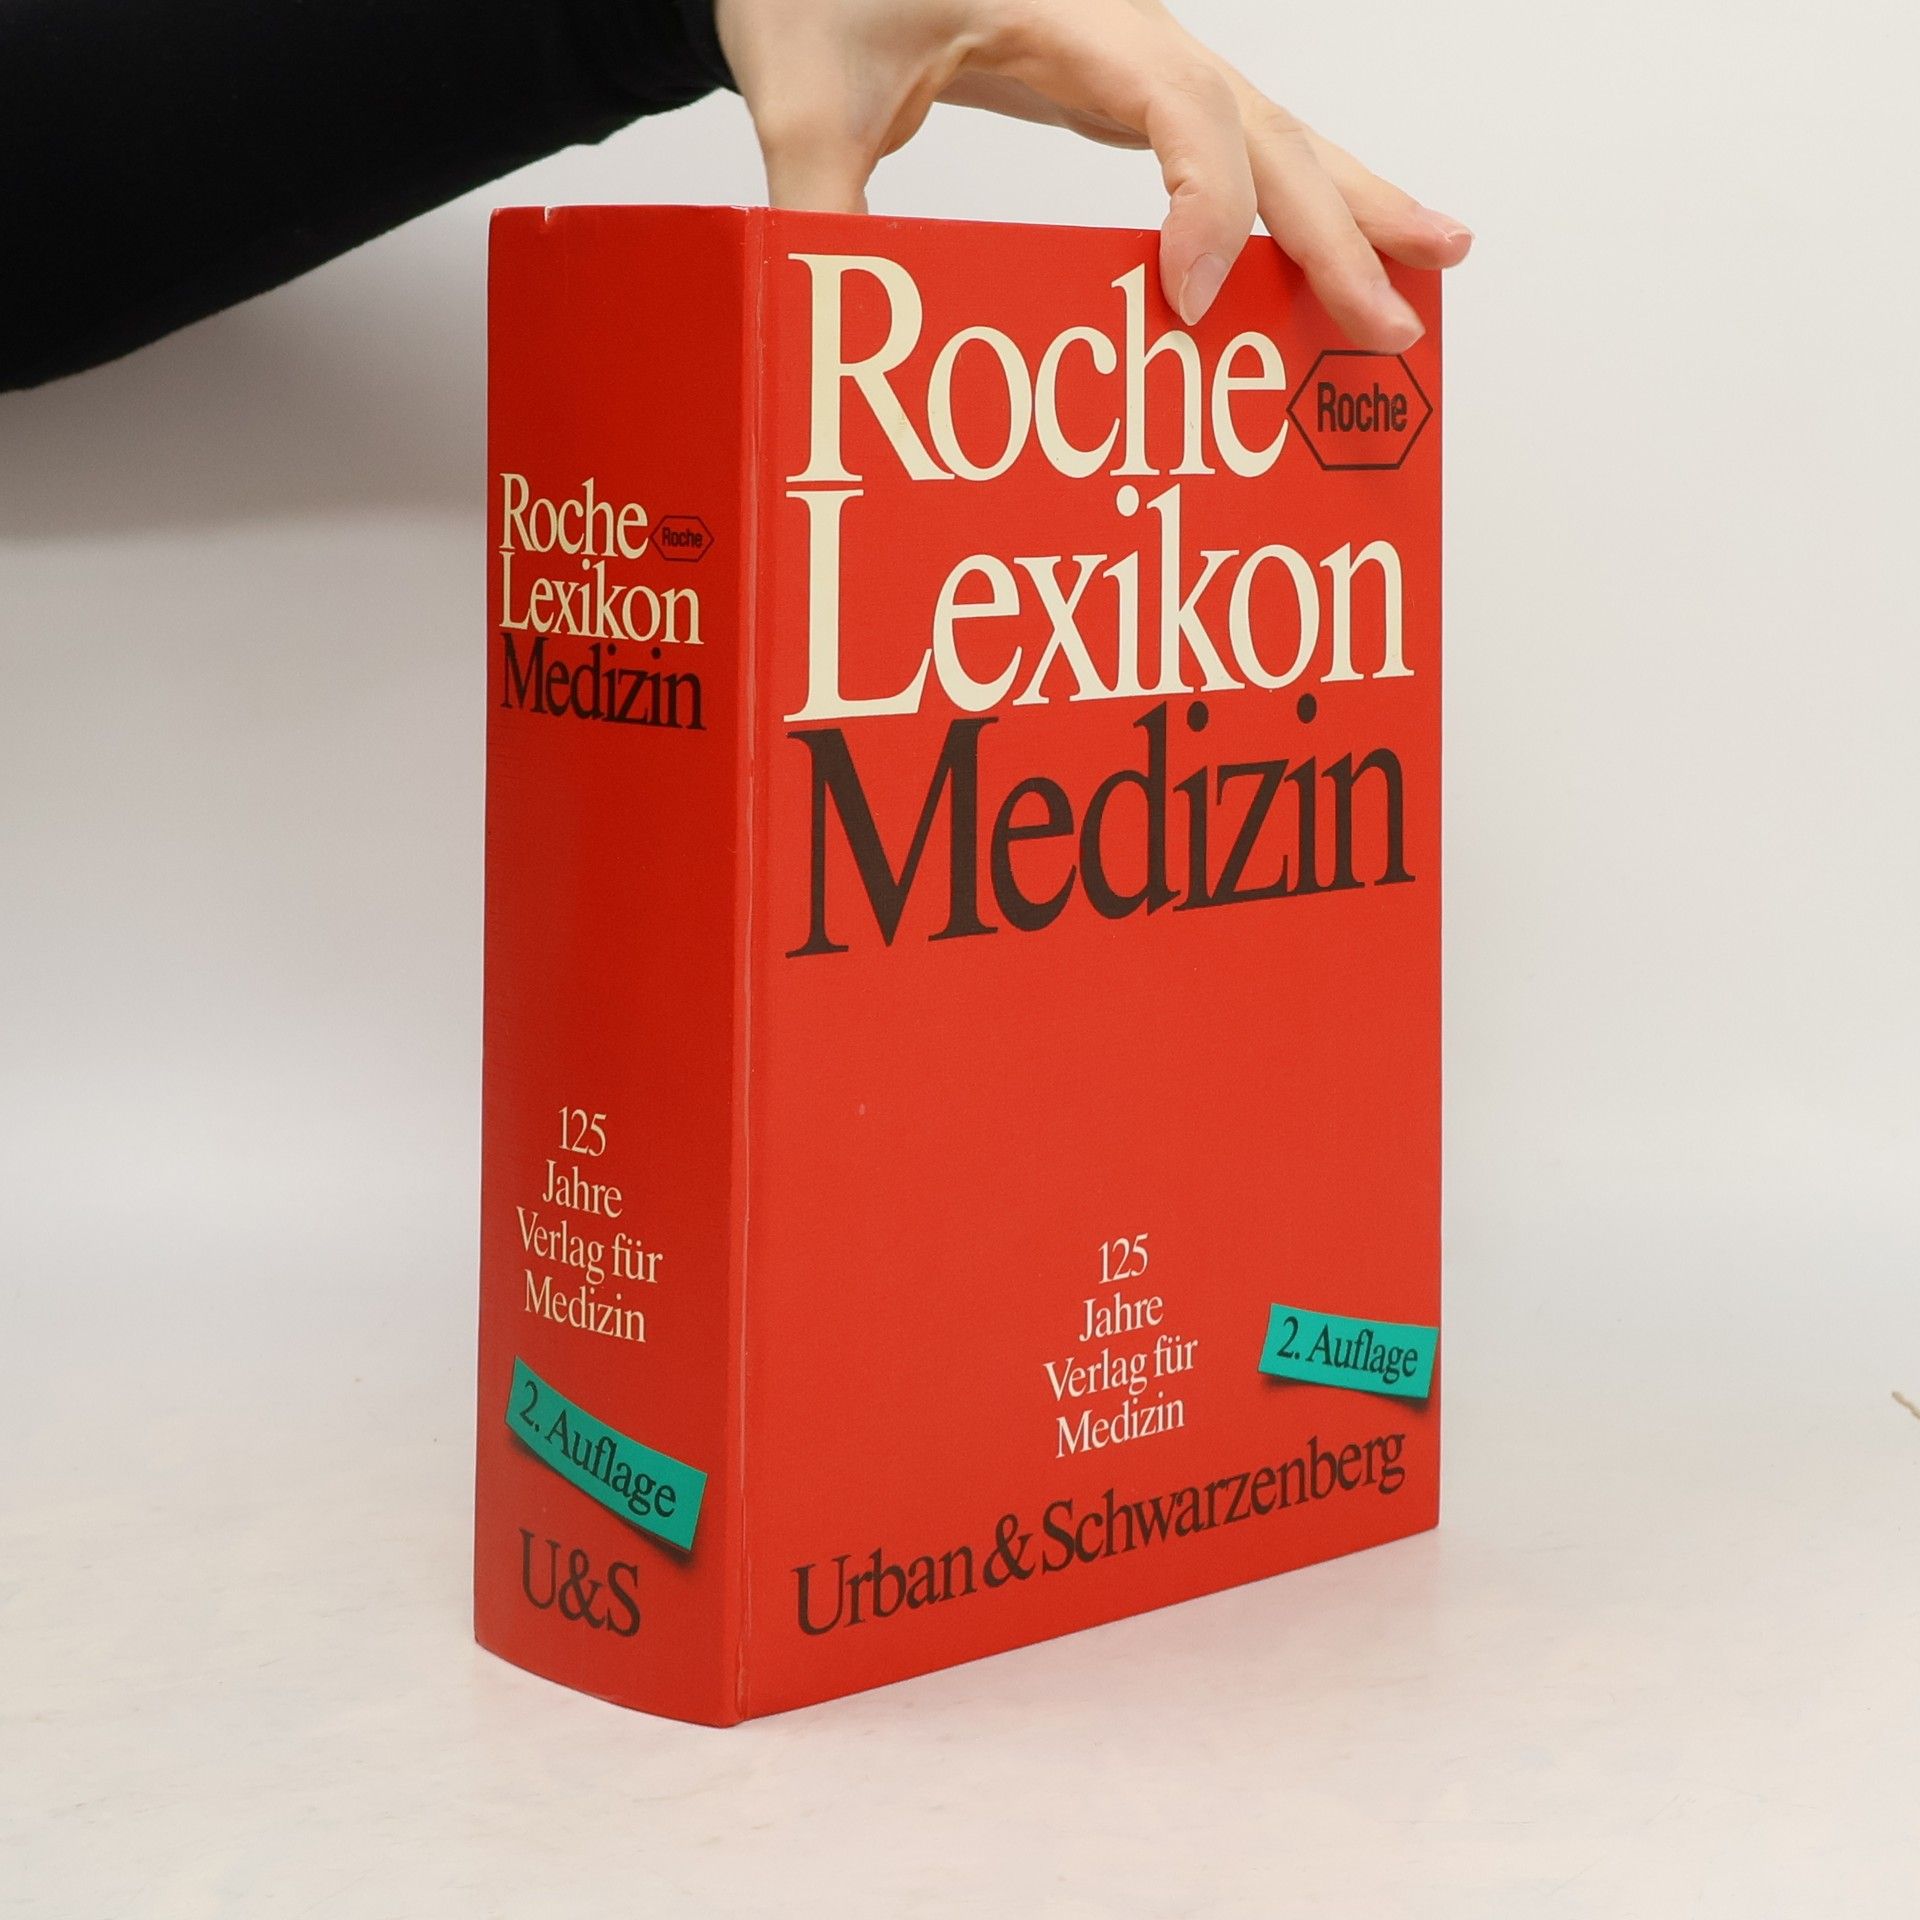 Roche
Roche
Lexikon
Medizin
125
Jahre
Verlag für
Medizin
2. Auflage
U&S
Roche
Roche
Lexikon
Medizin
125
Jahre
Verlag für
Medizin
2. Auflage
Urban & Schwarzenberg